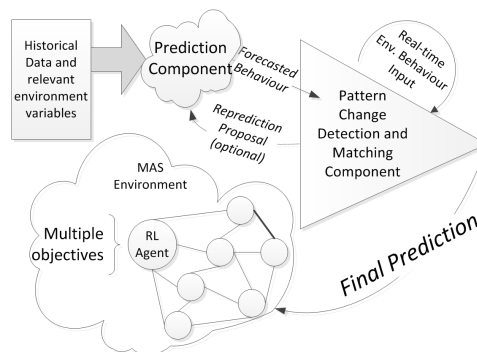 Historical
Data and
relevant
environment
variables
Prediction
Component
Forecasted
Behaviour
Reprediction
Proposal
(optional)
Real-time
Env. Behaviour
Input
Pattern
Change
Detection and
Matching
Component
MAS
Environment
Multiple
objectives
RL
Agent
Final Prediction